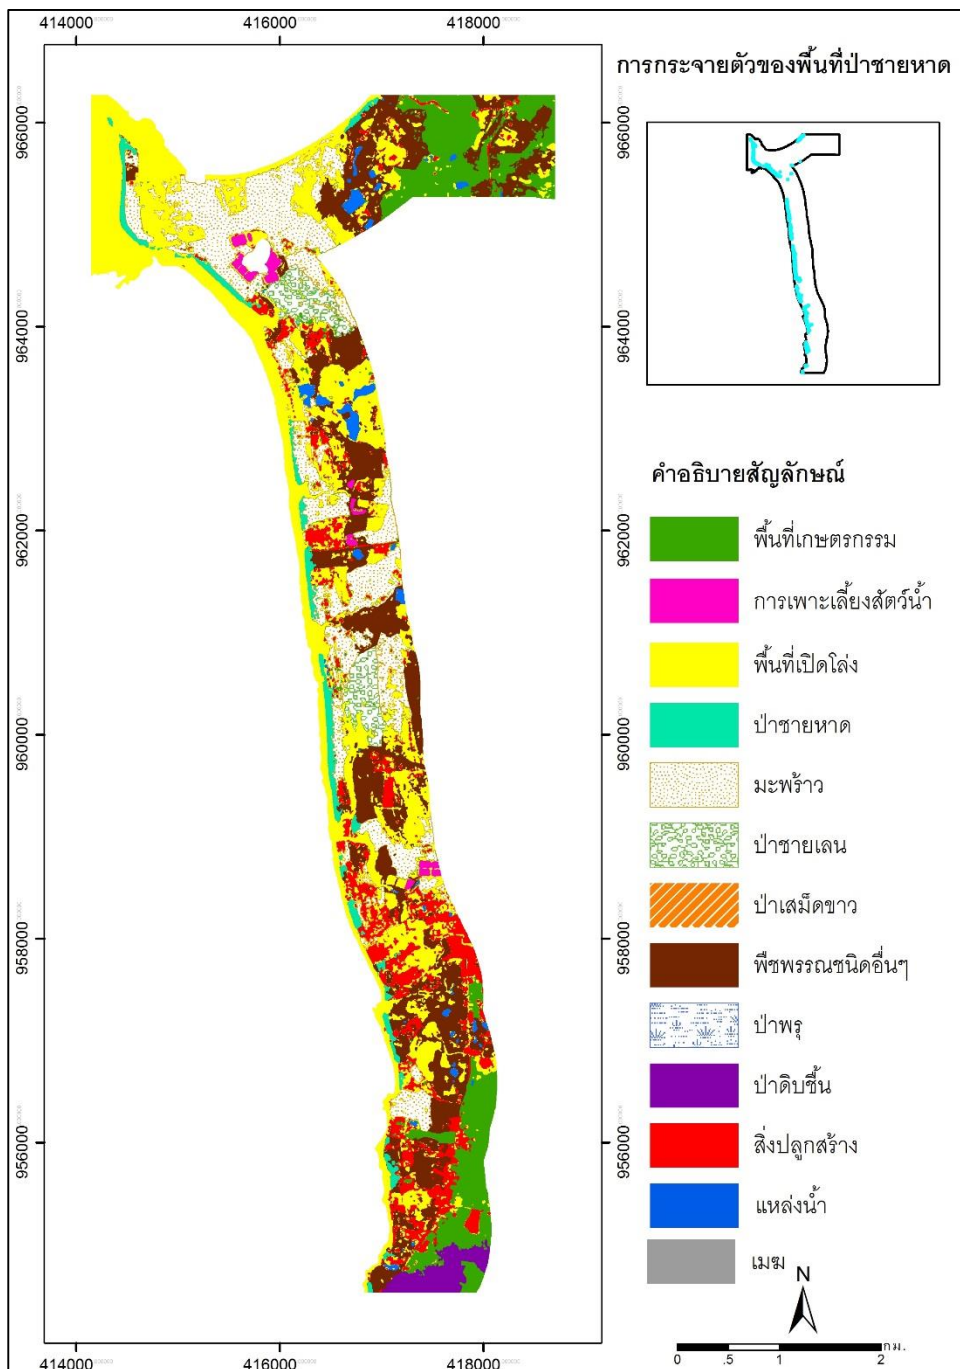 414000 416000 418000
การกระจายตัวของพื้นที่ป่าชายหาด
966000 966000
964000 964000
962000 962000
960000 960000
958000 958000
956000 956000
คำอธิบายสัญลักษณ์
พื้นที่เกษตรกรรม
การเพาะเลี้ยงสัตว์น้ำ
พื้นที่เปิดโล่ง
ป่าชายหาด
มะพร้าว
ป่าชายเลน
ป่าเสม็ดขาว
พืชพรรณชนิดอื่นๆ
ป่าพรุ
ป่าดิบชื้น
สิ่งปลูกสร้าง
แหล่งน้ำ
เมฆ
N
กม.
0 .5 1 2
414000 416000 418000